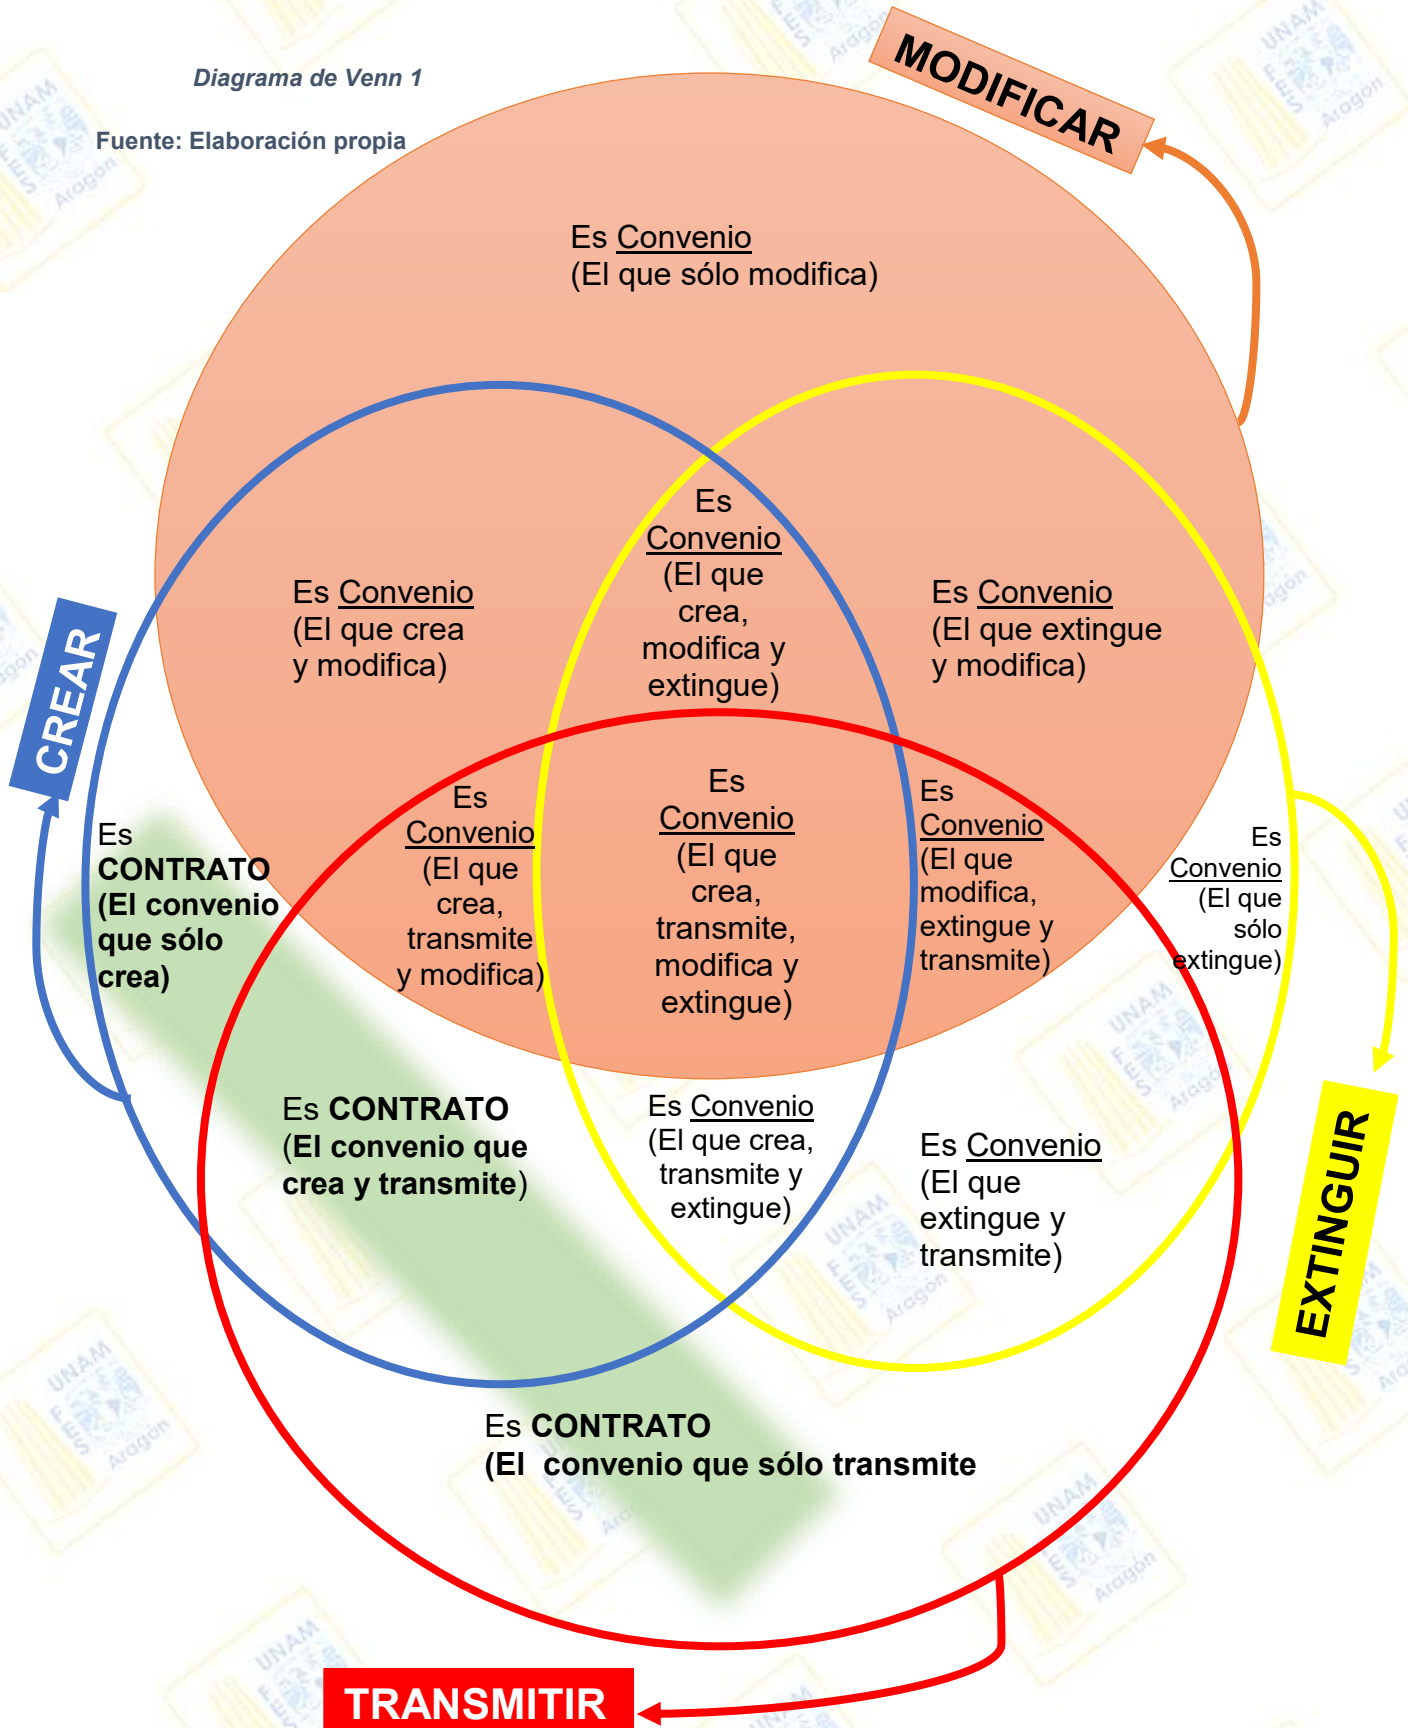 Diagrama de Venn 1
Fuente: Elaboración propia
MODIFICAR
Es Convenio
(El que sólo modifica)
Es
Convenio
(El que
crea,
modifica y
extingue)
Es Convenio
(El que crea
y modifica)
Es Convenio
(El que extingue
y modifica)
CREAR
Es
CONTRATO
(El convenio
que sólo
crea)
Es
Convenio
(El que
crea,
transmite
y modifica)
Es
Convenio
(El que
crea,
transmite,
modifica y
extingue)
Es
Convenio
(El que
modifica,
extingue y
transmite)
Es
Convenio
(El que
sólo
extingue)
Es CONTRATO
(El convenio que
crea y transmite)
Es Convenio
(El que crea,
transmite y
extingue)
Es Convenio
(El que
extingue y
transmite)
EXTINGUIR
Es CONTRATO
(El  convenio que sólo transmite
TRANSMITIR
UNAM
FES
Aragón